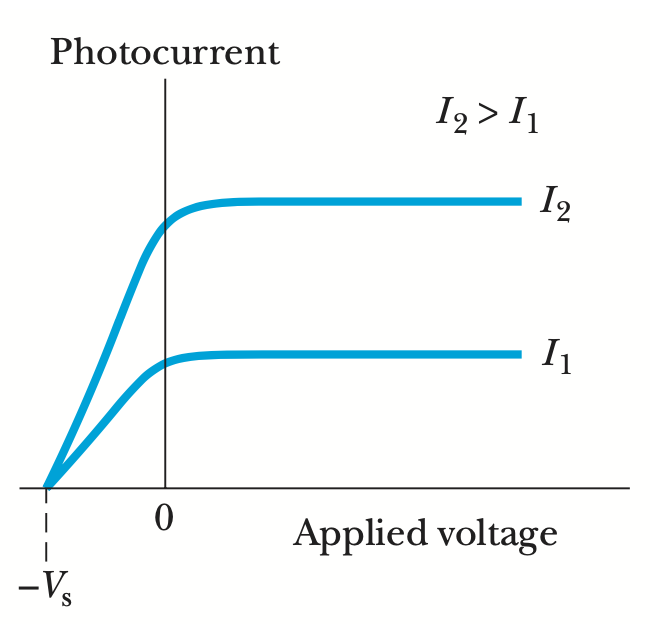 Photocurrent
I₂ > I₁
I₂
I₁
0
Applied voltage
–Vₛ